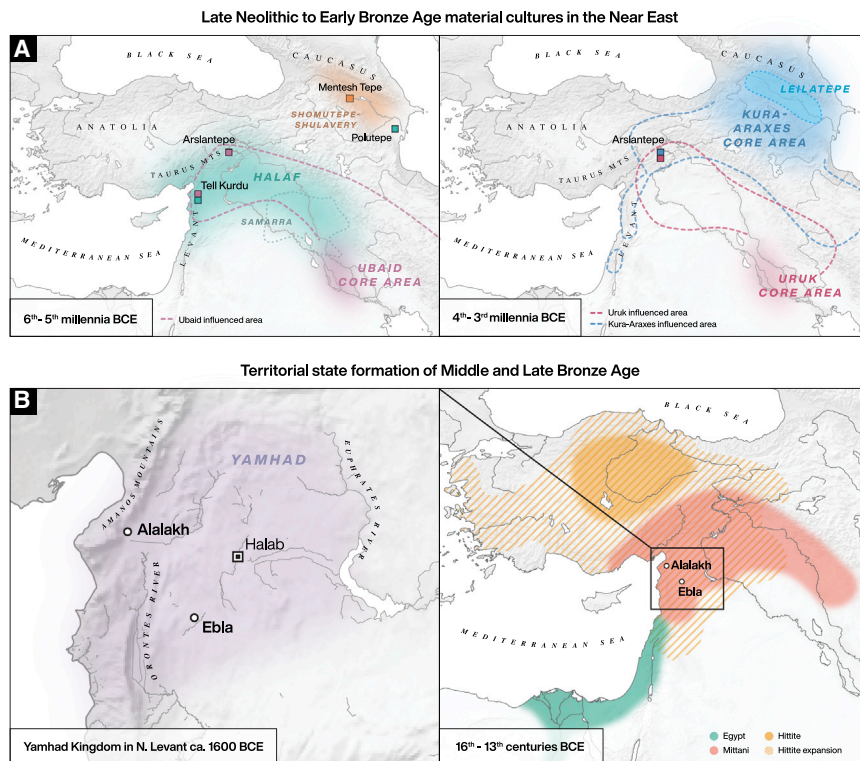 Late Neolithic to Early Bronze Age material cultures in the Near East
A
BLACK SEA
CAUCASUS
Mentesh Tepe
SHOMUTEPE-
SHULAVERY
Polutepe
ANATOLIA
Arslantepe
TAURUS MTS
HALAF
Tell Kurdu
SAMARRA
LEVANT
MEDITERRANEAN SEA
UBAID
CORE AREA
6th- 5th millennia BCE
Ubaid influenced area
BLACK SEA
CAUCASUS
LEILATEPE
KURA-
ARAXES
CORE AREA
ANATOLIA
Arslantepe
TAURUS MTS
LEVANT
MEDITERRANEAN SEA
URUK
CORE AREA
4th- 3rd millennia BCE
Uruk influenced area
Kura-Araxes influenced area
Territorial state formation of Middle and Late Bronze Age
B
AMANOS MOUNTAINS
YAMHAD
EUPHRATES RIVER
Alalakh
Halab
ORONTES RIVER
Ebla
Yamhad Kingdom in N. Levant ca. 1600 BCE
BLACK SEA
Alalakh
Ebla
MEDITERRANEAN SEA
16th - 13th centuries BCE
Egypt
Hittite
Mittani
Hittite expansion